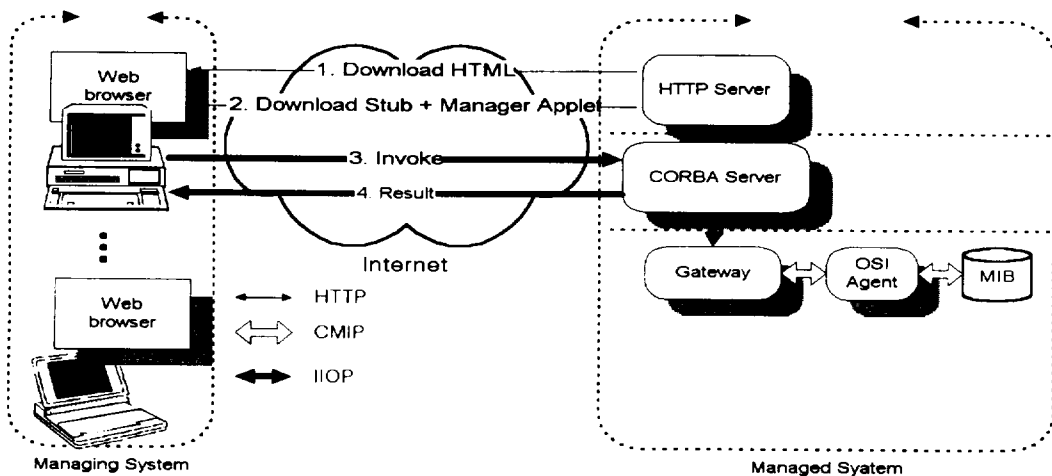 Web
browser
1. Download HTML
2. Download Stub + Manager Applet
HTTP Server
3. Invoke
4. Result
CORBA Server
Internet
Gateway
OSI
Agent
MIB
Web
browser
HTTP
CMIP
IIOP
Managing System
Managed Syatem